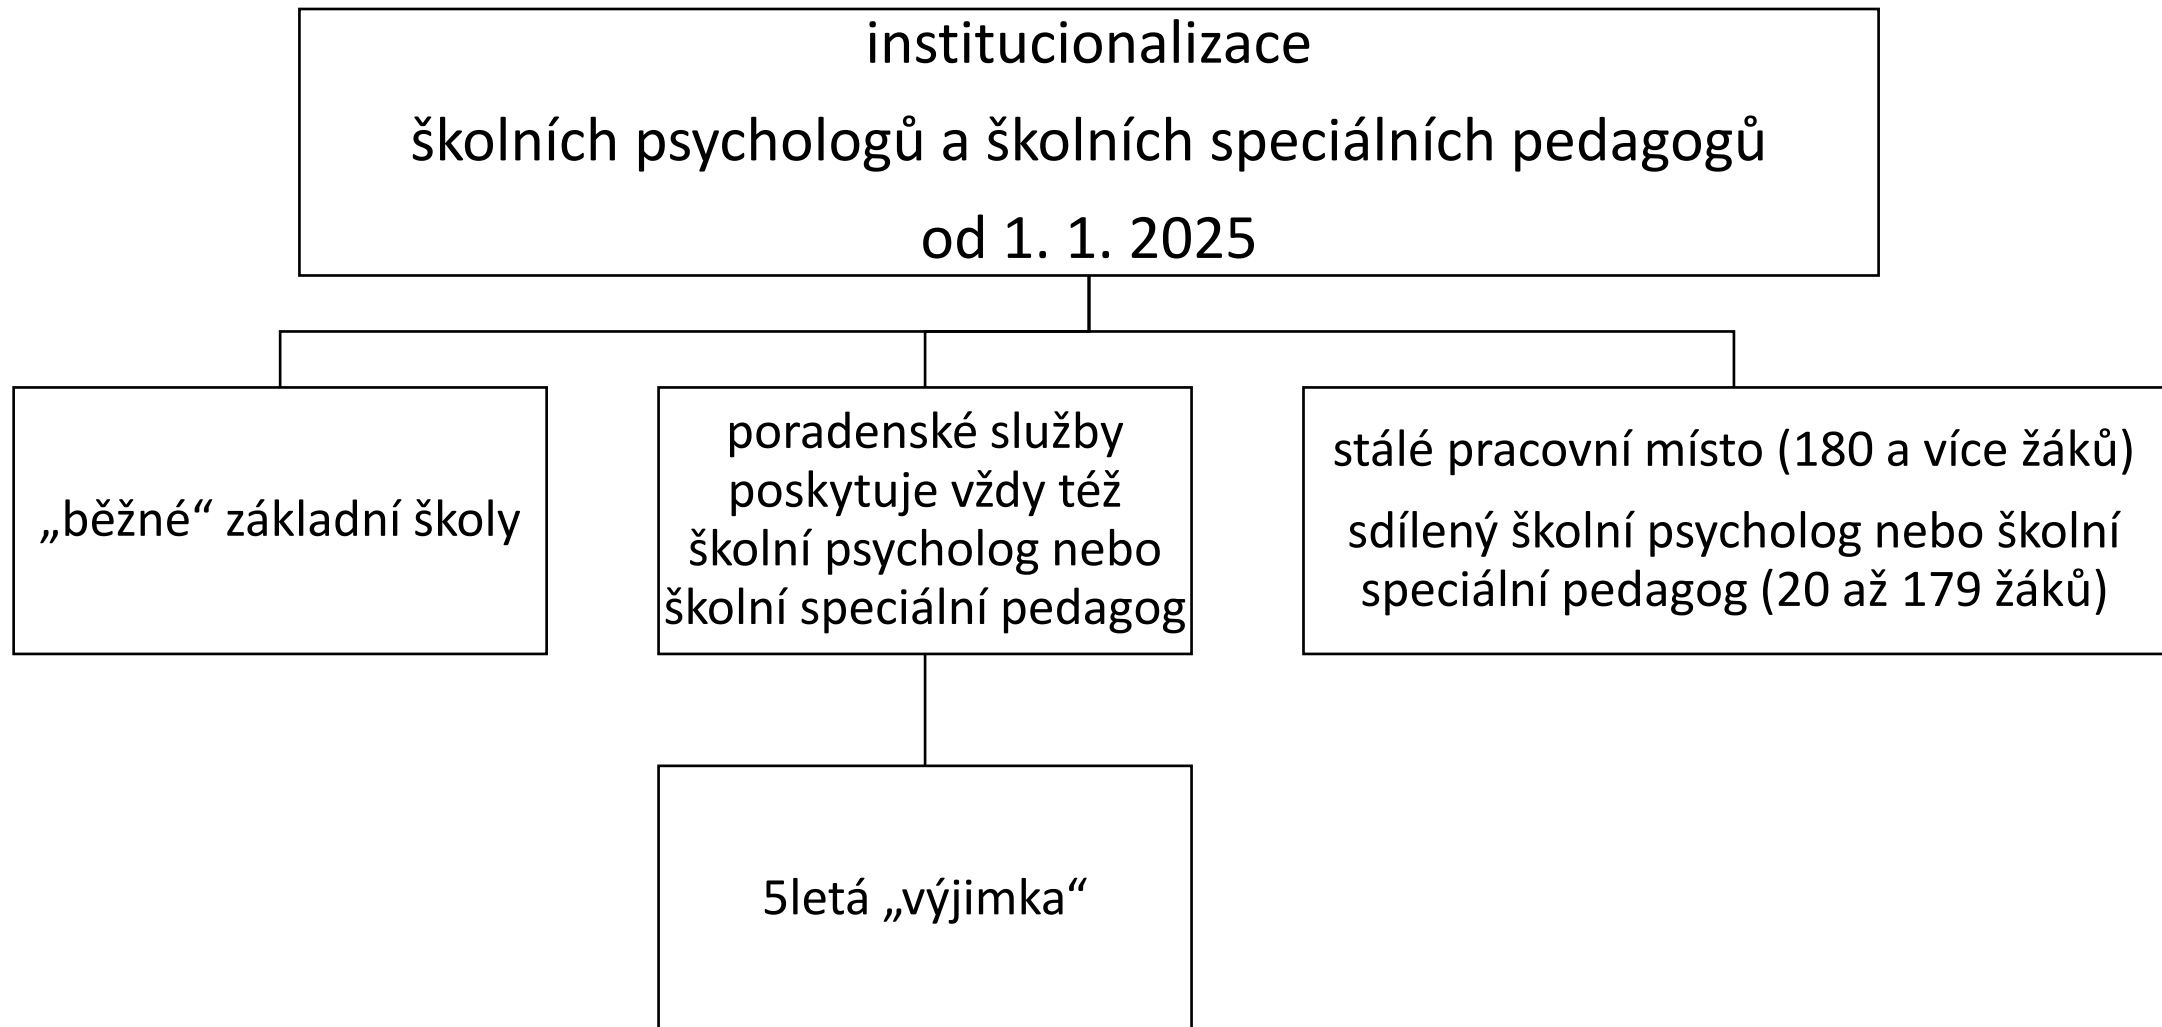 institucionalizace
školních psychologů a školních speciálních pedagogů
od 1. 1. 2025
„běžné“ základní školy
poradenské služby
poskytuje vždy též
školní psycholog nebo
školní speciální pedagog
stálé pracovní místo (180 a více žáků)
sdílený školní psycholog nebo školní
speciální pedagog (20 až 179 žáků)
5letá „výjimka“